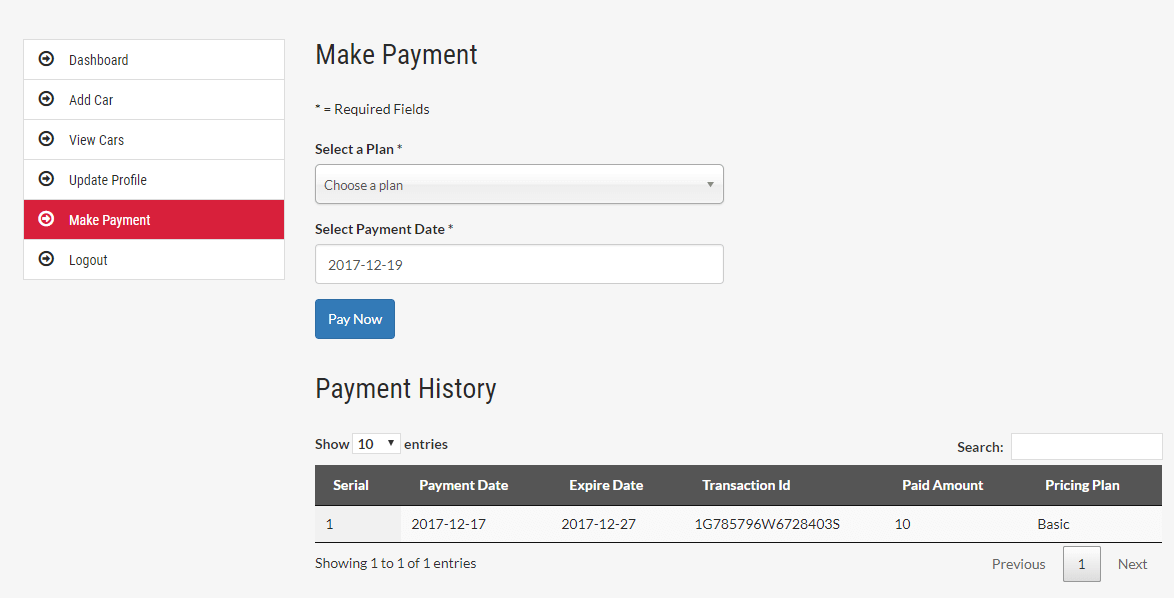 Dashboard
Add Car
View Cars
Update Profile
Make Payment
Logout
Make Payment
* = Required Fields
Select a Plan *
Choose a plan
Select Payment Date *
2017-12-19
Pay Now
Payment History
Show 10 entries
Search:
Serial Payment Date Expire Date Transaction Id Paid Amount Pricing Plan
1 2017-12-17 2017-12-27 1G785796W6728403S 10 Basic
Showing 1 to 1 of 1 entries
Previous 1 Next